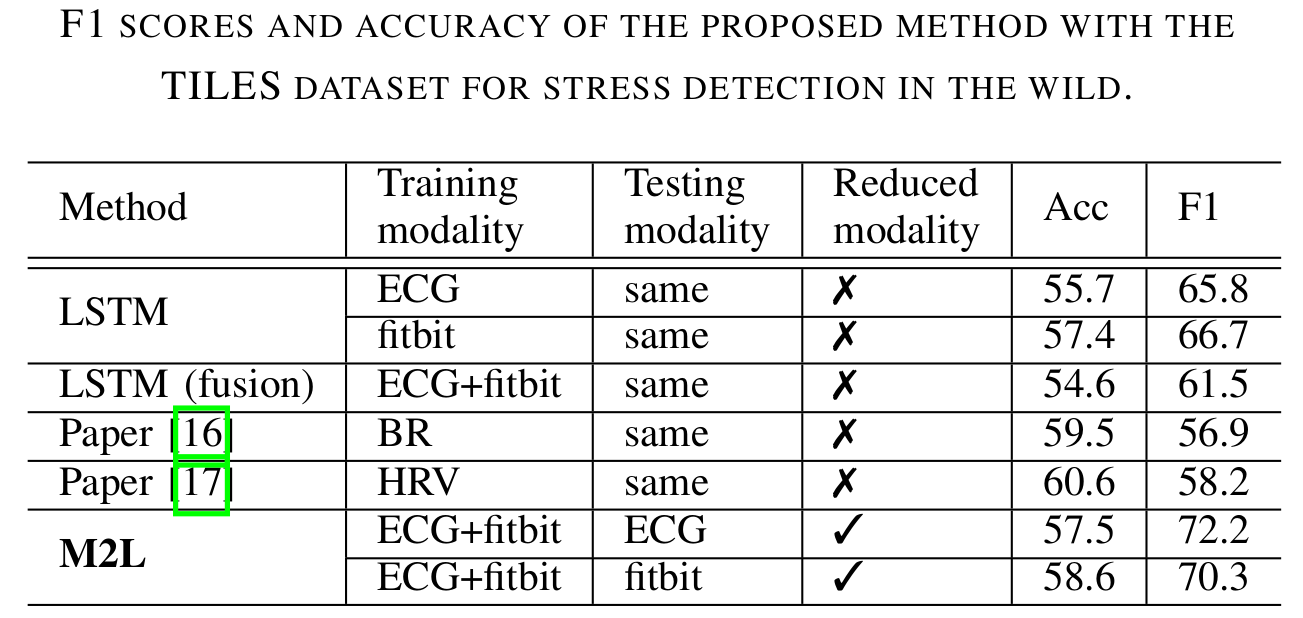 F1 SCORES AND ACCURACY OF THE PROPOSED METHOD WITH THE
TILES DATASET FOR STRESS DETECTION IN THE WILD.
Method Training modality Testing modality Reduced modality Acc F1
LSTM ECG same ✗ 55.7 65.8
fitbit same ✗ 57.4 66.7
LSTM (fusion) ECG+fitbit same ✗ 54.6 61.5
Paper [16] BR same ✗ 59.5 56.9
Paper [17] HRV same ✗ 60.6 58.2
M2L ECG+fitbit ECG ✓ 57.5 72.2
ECG+fitbit fitbit ✓ 58.6 70.3